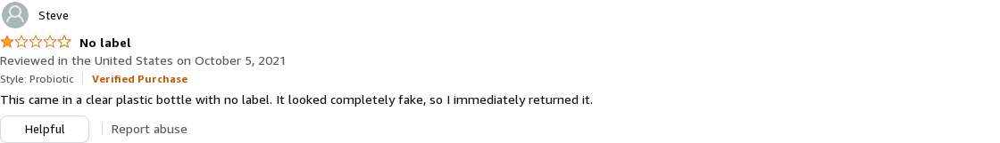 Steve
No label
Reviewed in the United States on October 5, 2021
Style: Probiotic Verified Purchase
This came in a clear plastic bottle with no label. It looked completely fake, so I immediately returned it.
Helpful Report abuse